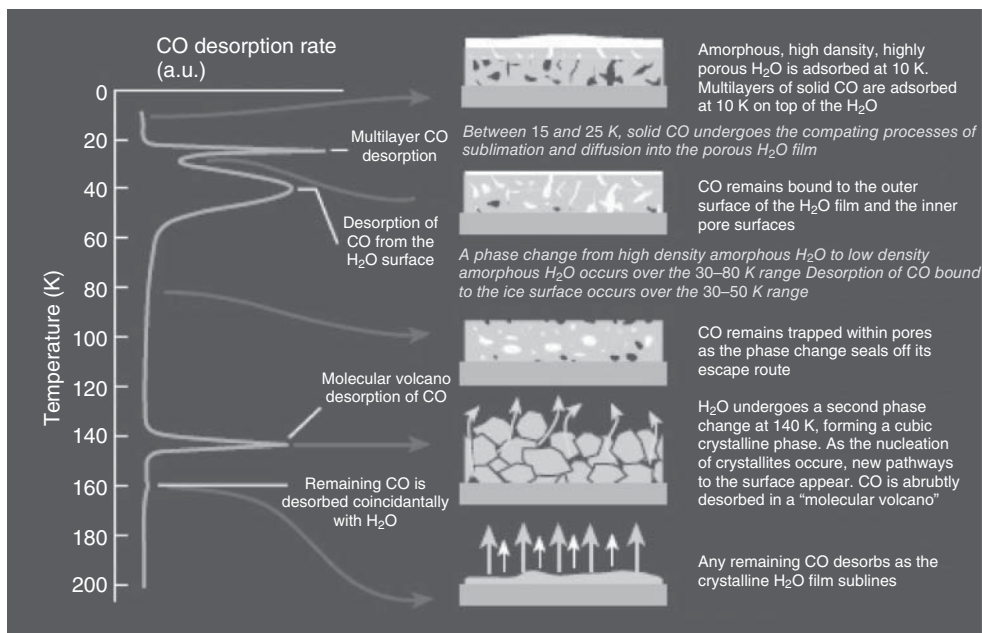 CO desorption rate
(a.u.)
0
20
40
60
80
100
120
140
160
180
200
Temperature (K)
Multilayer CO
desorption
Desorption of
CO from the
H₂O surface
Molecular volcano
desorption of CO
Remaining CO is
desorbed coincidantally
with H₂O
Amorphous, high dansity, highly
porous H₂O is adsorbed at 10 K.
Multilayers of solid CO are adsorbed
at 10 K on top of the H₂O
Between 15 and 25 K, solid CO undergoes the compating processes of
sublimation and diffusion into the porous H₂O film
CO remains bound to the outer
surface of the H₂O film and the inner
pore surfaces
A phase change from high density amorphous H₂O to low density
amorphous H₂O occurs over the 30–80 K range Desorption of CO bound
to the ice surface occurs over the 30–50 K range
CO remains trapped within pores
as the phase change seals off its
escape route
H₂O undergoes a second phase
change at 140 K, forming a cubic
crystalline phase. As the nucleation
of crystallites occure, new pathways
to the surface appear. CO is abrubtly
desorbed in a “molecular volcano”
Any remaining CO desorbs as the
crystalline H₂O film sublines